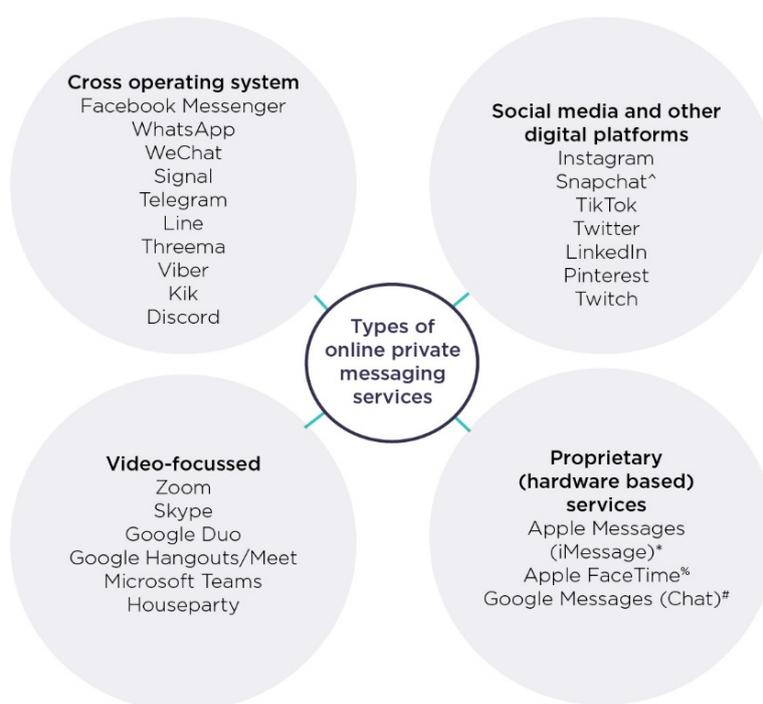 Cross operating system
Facebook Messenger
WhatsApp
WeChat
Signal
Telegram
Line
Threema
Viber
Kik
Discord
Social media and other
digital platforms
Instagram
Snapchat^
TikTok
Twitter
LinkedIn
Pinterest
Twitch
Types of
online private
messaging
services
Video-focussed
Zoom
Skype
Google Duo
Google Hangouts/Meet
Microsoft Teams
Houseparty
Proprietary
(hardware based)
services
Apple Messages
(iMessage)*
Apple FaceTime%
Google Messages (Chat)#